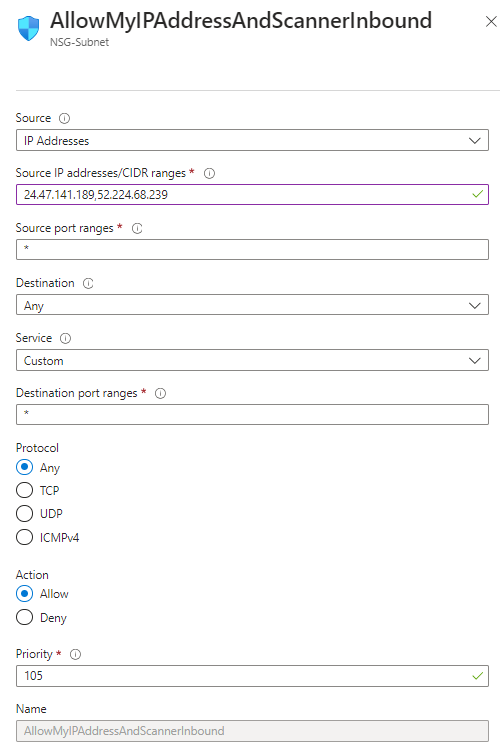 AllowMyIPAddressAndScannerInbound
NSG-Subnet
Source
IP Addresses
Source IP addresses/CIDR ranges *
24.47.141.189,52.224.68.239
Source port ranges *
*
Destination
Any
Service
Custom
Destination port ranges *
*
Protocol
Any
TCP
UDP
ICMPv4
Action
Allow
Deny
Priority *
105
Name
AllowMyIPAddressAndScannerInbound